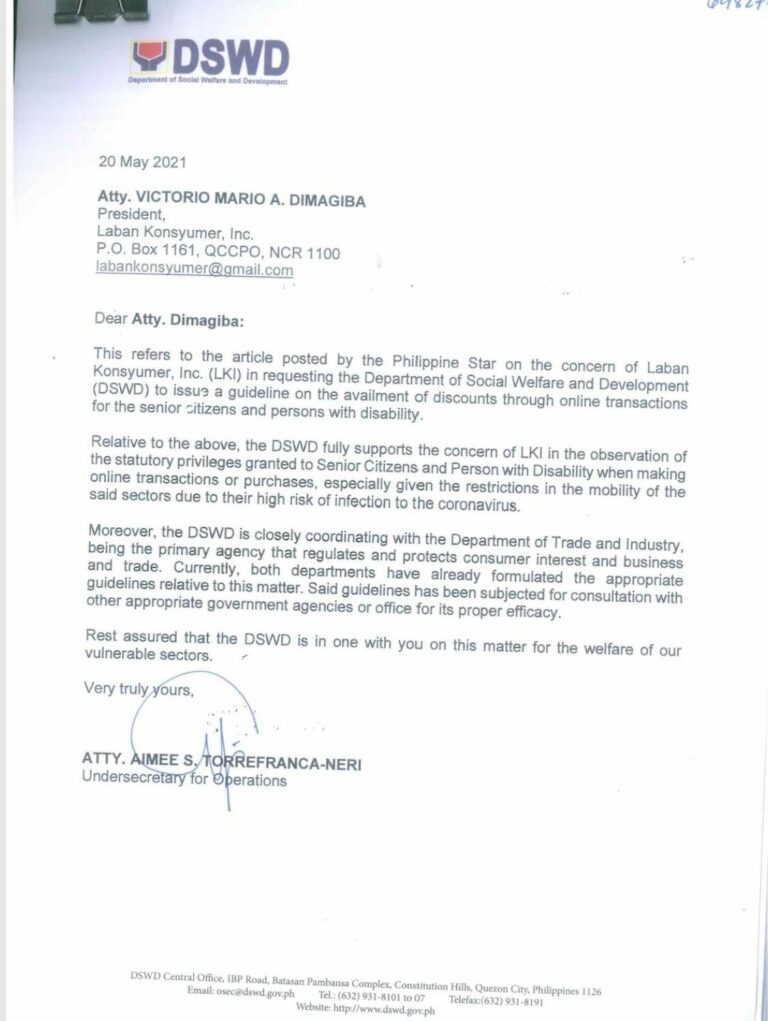 DSWD
Department of Social Welfare and Development
20 May 2021
Atty. VICTORIO MARIO A. DIMAGIBA
President,
Laban Konsyumer, Inc.
P.O. Box 1161, QCCPO, NCR 1100
labankonsyumer@gmail.com
Dear Atty. Dimagiba:
This refers to the article posted by the Philippine Star on the concern of Laban
Konsyumer, Inc. (LKI) in requesting the Department of Social Welfare and Development
(DSWD) to issue a guideline on the availment of discounts through online transactions
for the senior citizens and persons with disability.
Relative to the above, the DSWD fully supports the concern of LKI in the observation of
the statutory privileges granted to Senior Citizens and Person with Disability when making
online transactions or purchases, especially given the restrictions in the mobility of the
said sectors due to their high risk of infection to the coronavirus.
Moreover, the DSWD is closely coordinating with the Department of Trade and Industry,
being the primary agency that regulates and protects consumer interest and business
and trade. Currently, both departments have already formulated the appropriate
guidelines relative to this matter. Said guidelines has been subjected for consultation with
other appropriate government agencies or office for its proper efficacy.
Rest assured that the DSWD is in one with you on this matter for the welfare of our
vulnerable sectors.
Very truly yours,
ATTY. AIMEE S. TORREFRANCA-NERI
Undersecretary for Operations
DSWD Central Office, IBP Road, Batasan Pambansa Complex, Constitution Hills, Quezon City, Philippines 1126
Email: osec@dswd.gov.ph Tel.: (632) 931-8101 to 07 Telefax:(632) 931-8191
Website: http://www.dswd.gov.ph